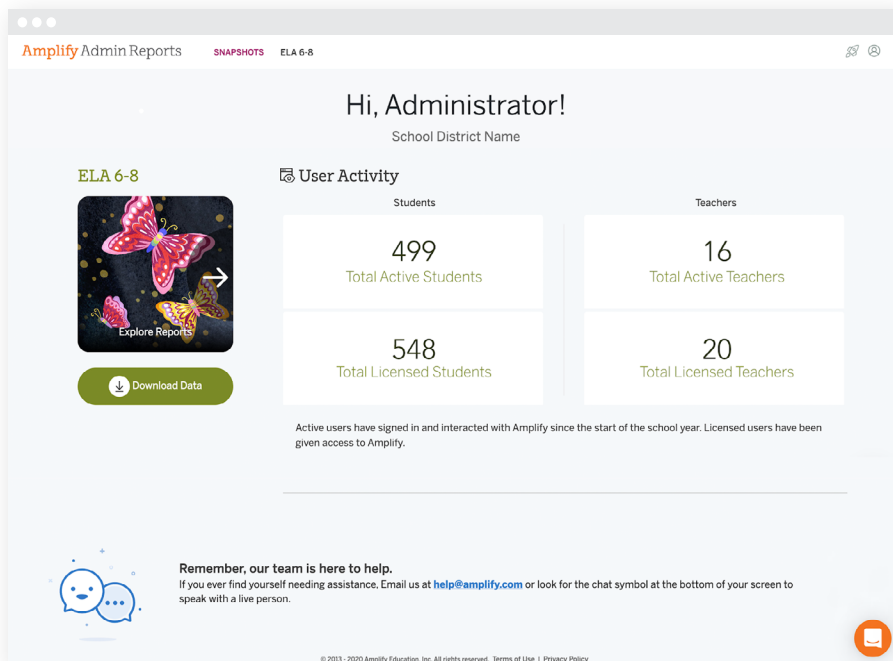 Amplify Admin Reports SNAPSHOTS ELA 6-8
Hi, Administrator!
School District Name
ELA 6-8
Explore Reports
Download Data
User Activity
Students
499
Total Active Students
548
Total Licensed Students
Teachers
16
Total Active Teachers
20
Total Licensed Teachers
Active users have signed in and interacted with Amplify since the start of the school year. Licensed users have been
given access to Amplify.
Remember, our team is here to help.
If you ever find yourself needing assistance, Email us at help@amplify.com or look for the chat symbol at the bottom of your screen to
speak with a live person.
© 2013 - 2020 Amplify Education, Inc. All rights reserved. Terms of Use | Privacy Policy